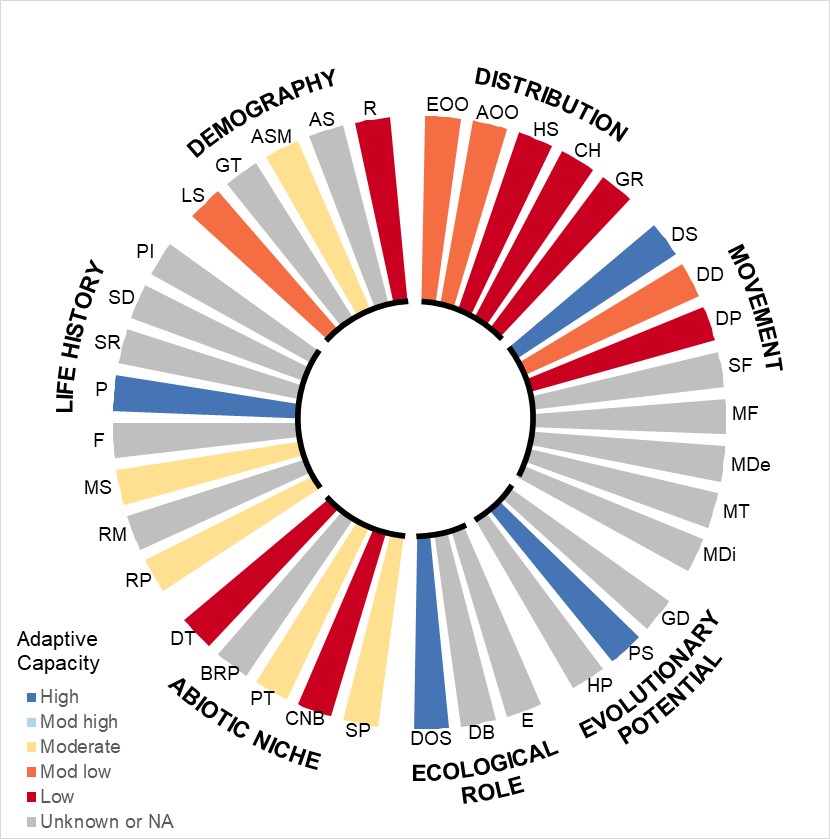 DISTRIBUTION
EOO
AOO
HS
CH
GR
MOVEMENT
DS
DD
DP
SF
MF
MDe
MT
MDi
EVOLUTIONARY
POTENTIAL
GD
PS
HP
ECOLOGICAL
ROLE
E
DB
DOS
ABIOTIC NICHE
SP
CNB
PT
BRP
DT
LIFE HISTORY
RP
RM
MS
F
P
SR
SD
PI
DEMOGRAPHY
LS
GT
ASM
AS
R
Adaptive
Capacity
High
Mod high
Moderate
Mod low
Low
Unknown or NA